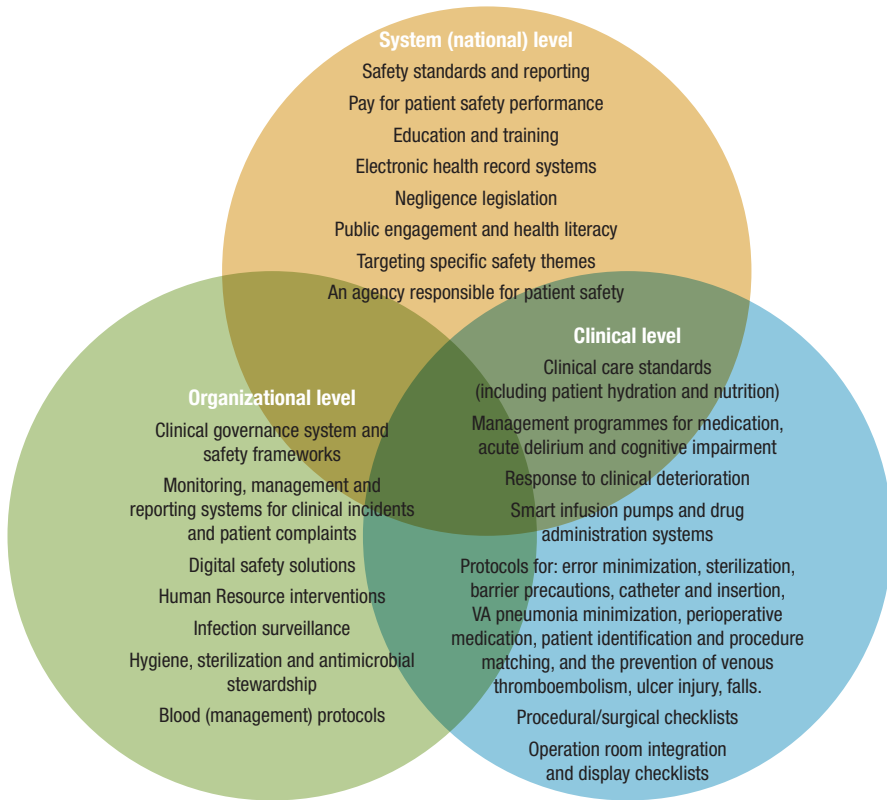 System (national) level
Safety standards and reporting
Pay for patient safety performance
Education and training
Electronic health record systems
Negligence legislation
Public engagement and health literacy
Targeting specific safety themes
An agency responsible for patient safety
Organizational level
Clinical governance system and
safety frameworks
Monitoring, management and
reporting systems for clinical incidents
and patient complaints
Digital safety solutions
Human Resource interventions
Infection surveillance
Hygiene, sterilization and antimicrobial
stewardship
Blood (management) protocols
Clinical level
Clinical care standards
(including patient hydration and nutrition)
Management programmes for medication,
acute delirium and cognitive impairment
Response to clinical deterioration
Smart infusion pumps and drug
administration systems
Protocols for: error minimization, sterilization,
barrier precautions, catheter and insertion,
VA pneumonia minimization, perioperative
medication, patient identification and procedure
matching, and the prevention of venous
thromboembolism, ulcer injury, falls.
Procedural/surgical checklists
Operation room integration
and display checklists